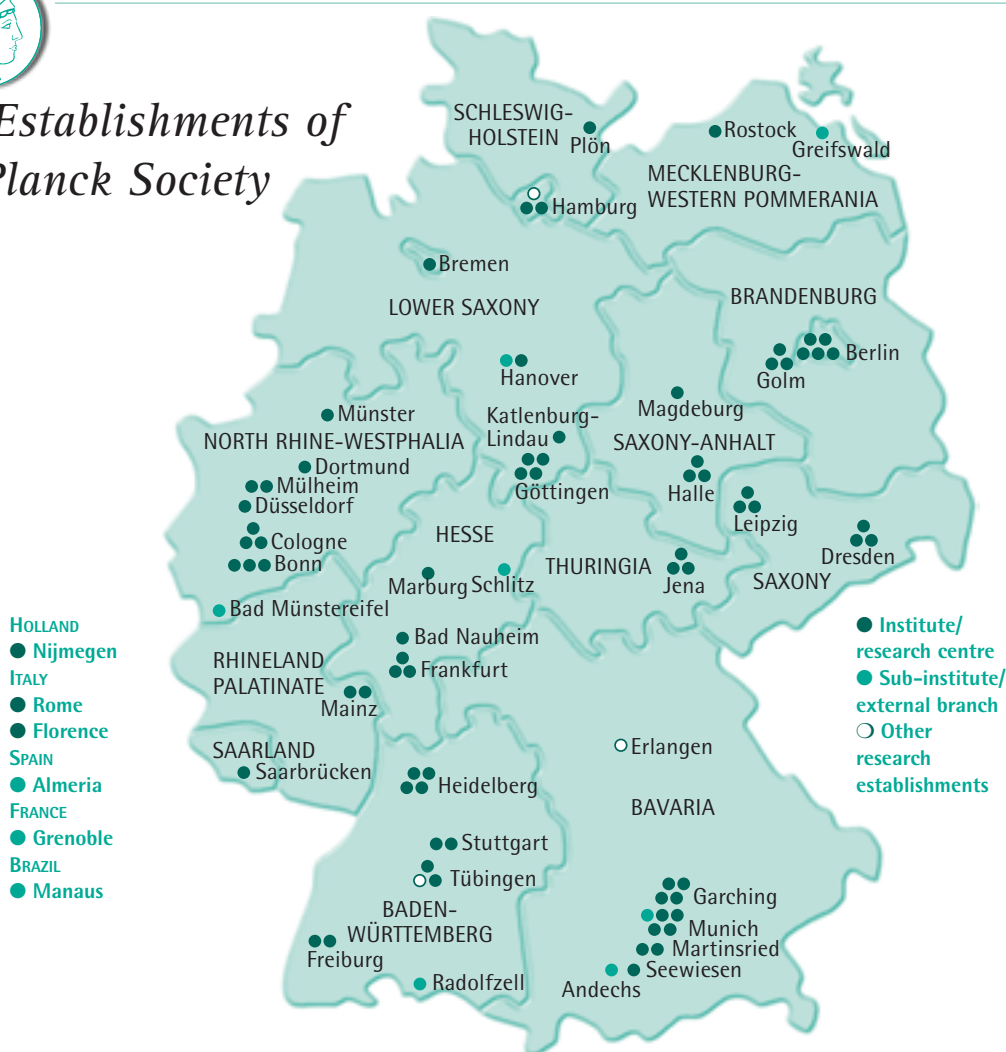 Establishments of
Planck Society
SCHLESWIG-
HOLSTEIN
Plön
Rostock
Greifswald
MECKLENBURG-
WESTERN POMMERANIA
Hamburg
Bremen
LOWER SAXONY
BRANDENBURG
Berlin
Golm
Hanover
Magdeburg
Münster
Katlenburg-
Lindau
NORTH RHINE-WESTPHALIA
SAXONY-ANHALT
Dortmund
Mülheim
Düsseldorf
Göttingen
Halle
Leipzig
Cologne
Bonn
HESSE
Dresden
THURINGIA
Jena
SAXONY
Marburg
Schlitz
Bad Münstereifel
Bad Nauheim
Frankfurt
RHINELAND
PALATINATE
Mainz
SAARLAND
Saarbrücken
Erlangen
Heidelberg
BAVARIA
Stuttgart
Tübingen
BADEN-
WÜRTTEMBERG
Freiburg
Radolfzell
Garching
Munich
Martinsried
Seewiesen
Andechs
HOLLAND
Nijmegen
ITALY
Rome
Florence
SPAIN
Almeria
FRANCE
Grenoble
BRAZIL
Manaus
Institute/
research centre
Sub-institute/
external branch
Other
research
establishments